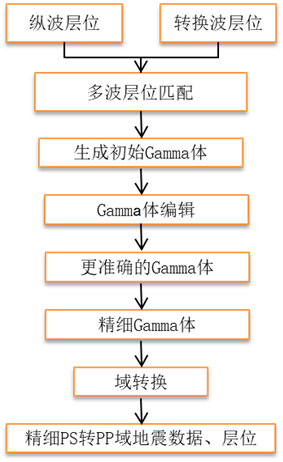 纵波层位
转换波层位
多波层位匹配
生成初始Gamma体
Gamma体编辑
更准确的Gamma体
精细Gamma体
域转换
精细PS转PP域地震数据、层位